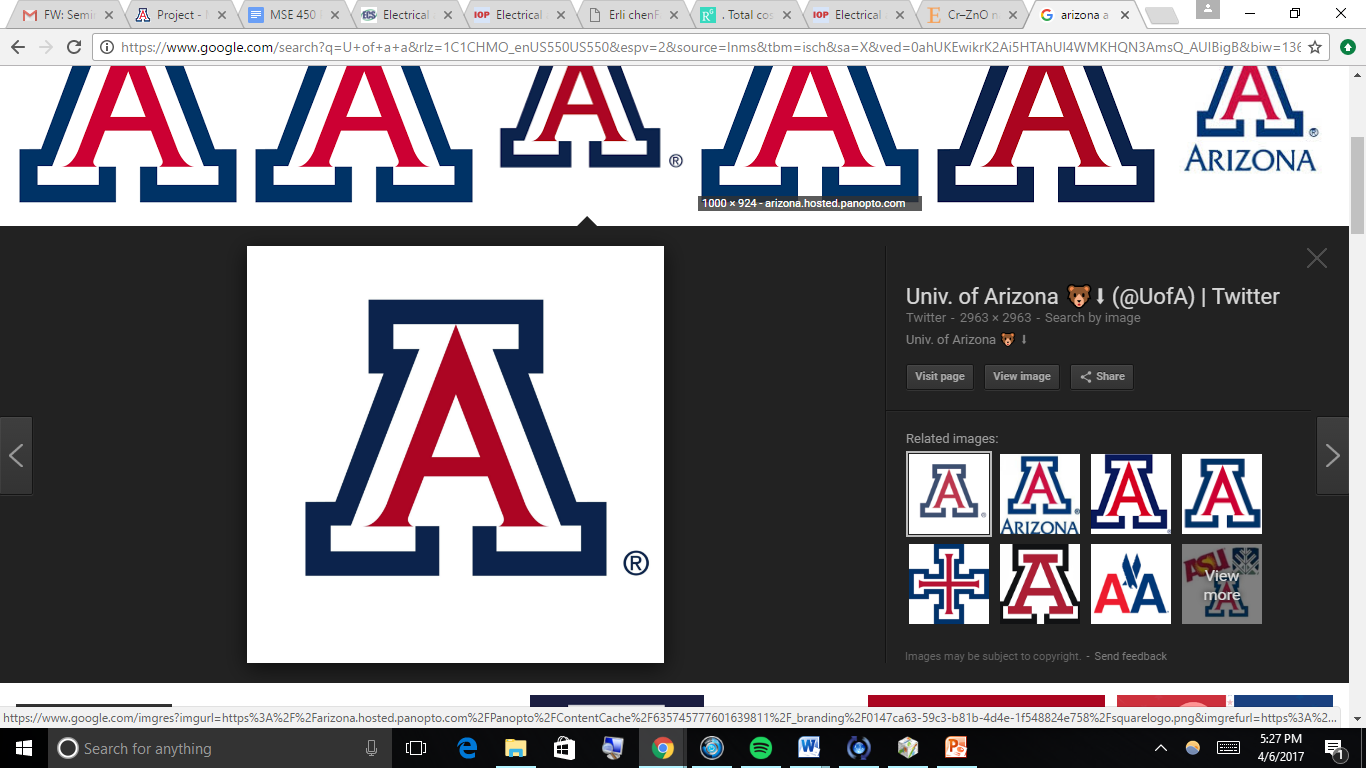 FW: Semi
Project -
MSE 450
Electrical
Electrical
Erli chenF
. Total cos
Electrical
Cr–ZnO n
arizona a
https://www.google.com/search?q=U+of+a+a&rlz=1C1CHMO_enUS550US550&espv=2&source=lnms&tbm=isch&sa=X&ved=0ahUKEwikrK2Ai5HTAhUI4WMKHQN3AmsQ_AUIBigB&biw=136
A A A ® A A A ®
ARIZONA
1000 × 924 - arizona.hosted.panopto.com
A ®
Univ. of Arizona 🐻⬇ (@UofA) | Twitter
Twitter - 2963 × 2963 - Search by image
Univ. of Arizona 🐻 ⬇
Visit page View image Share
Related images:
ARIZONA
AA
ASU
View more
Images may be subject to copyright. - Send feedback
https://www.google.com/imgres?imgurl=https%3A%2F%2Farizona.hosted.panopto.com%2FPanopto%2FContentCache%2F635745777601639811%2F_branding%2F0147ca63-59c3-b81b-4d4e-1f548824e758%2Fsquarelogo.png&imgrefurl=https%3A%2...
Search for anything
5:27 PM
4/6/2017